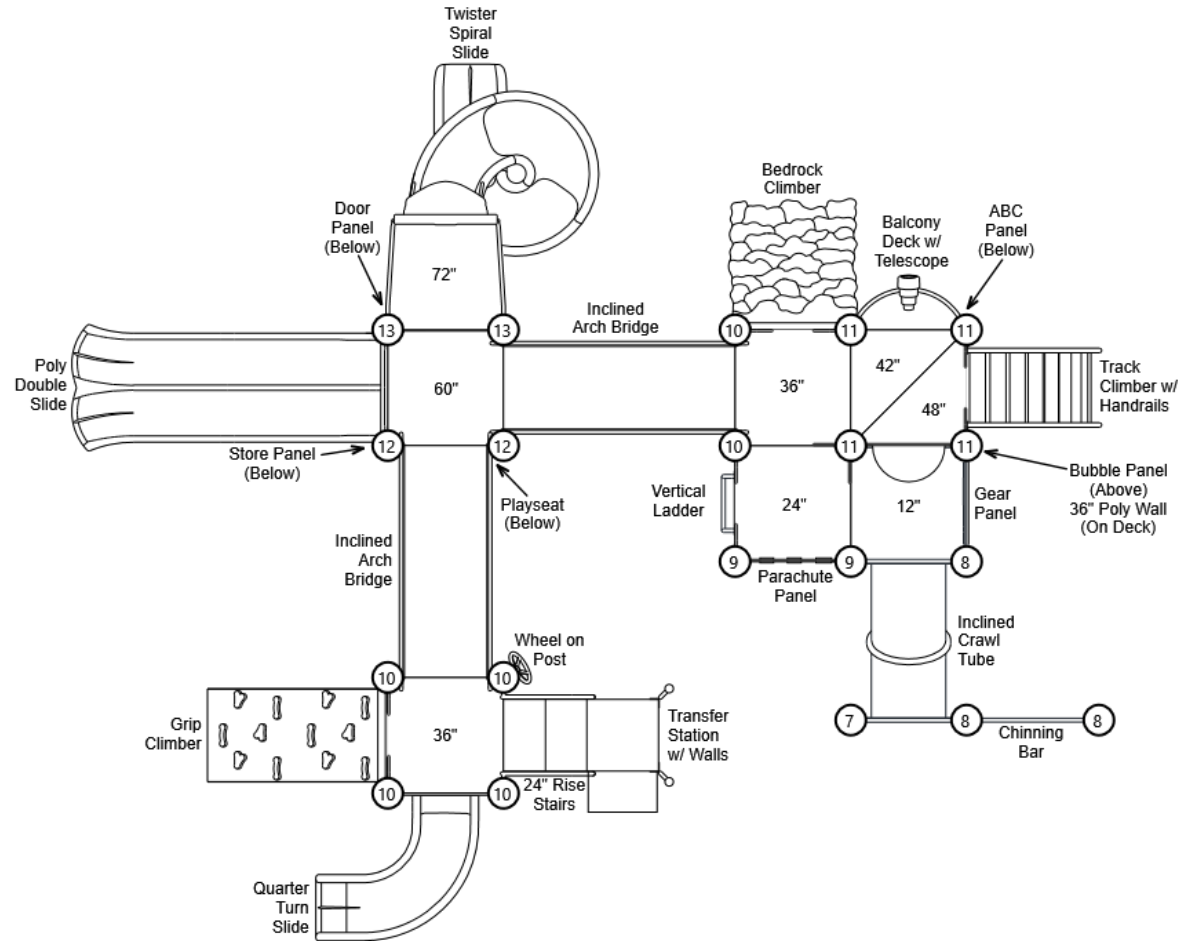 Twister
Spiral
Slide
Door
Panel
(Below)
Bedrock
Climber
Balcony
Deck w/
Telescope
ABC
Panel
(Below)
72"
Inclined
Arch Bridge
13
13
10
11
11
Poly
Double
Slide
60"
36"
42"
48"
Track
Climber w/
Handrails
Store Panel
(Below)
12
12
10
11
11
Playseat
(Below)
Vertical
Ladder
24"
12"
Gear
Panel
Bubble Panel
(Above)
36" Poly Wall
(On Deck)
Inclined
Arch
Bridge
9
9
8
Parachute
Panel
Inclined
Crawl
Tube
Wheel on
Post
10
10
Grip
Climber
36"
Transfer
Station
w/ Walls
7
8
8
Chinning
Bar
10
10
24" Rise
Stairs
Quarter
Turn
Slide